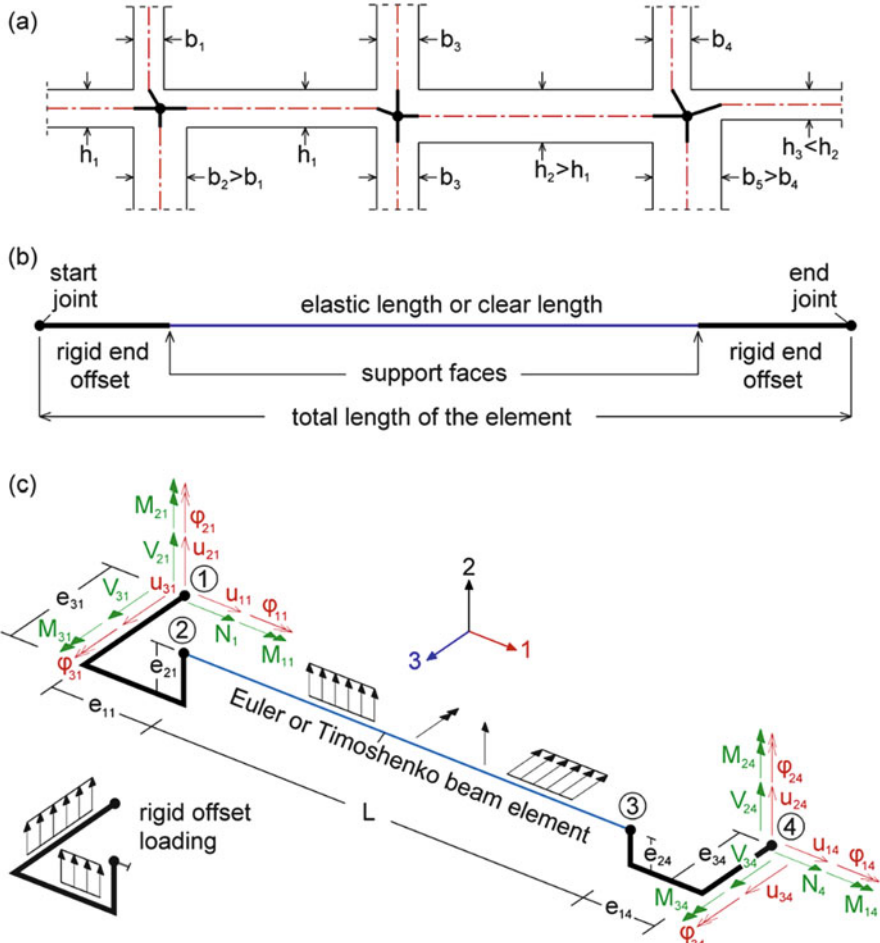 (a)
b1
b3
b4
h1
h1
h2>h1
h3<h2
b2>b1
b3
b5>b4
(b)
start joint
end joint
elastic length or clear length
rigid end offset
rigid end offset
support faces
total length of the element
(c)
M21
φ21
V21
u21
e31
V31
u31
1
u11
φ11
M31
φ31
N1
M11
2
e21
e11
2
3
1
Euler or Timoshenko beam element
L
rigid offset loading
3
M24
φ24
V24
u24
4
e24
e34
V34
u14
φ14
N4
M14
M34
u34
e14